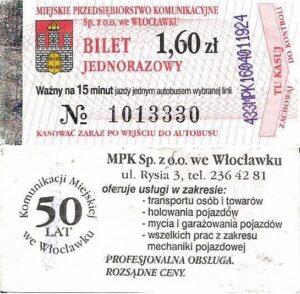 MIEJSKIE PRZEDSIĘBIORSTWO KOMUNIKACYJNE
Sp. z o.o. we WŁOCŁAWKU
BILET 1,60 zł
JEDNORAZOWY
Ważny na 15 minut jazdy jednym autobusem wybranej linii
№ 1013330
KASOWAĆ ZARAZ PO WEJŚCIU DO AUTOBUSU
433MPK1604011924
DO KONTROLI
TU KASUJ
MPK Sp. z o.o. we Włocławku
ul. Rysia 3, tel. 236 42 81
oferuje usługi w zakresie:
- transportu osób i towarów
- holowania pojazdów
- mycia i garażowania pojazdów
- wszelkich prac z zakresu
mechaniki pojazdowej
PROFESJONALNA OBSŁUGA.
ROZSĄDNE CENY.
Komunikacji Miejskiej
50
LAT
we Włocławku